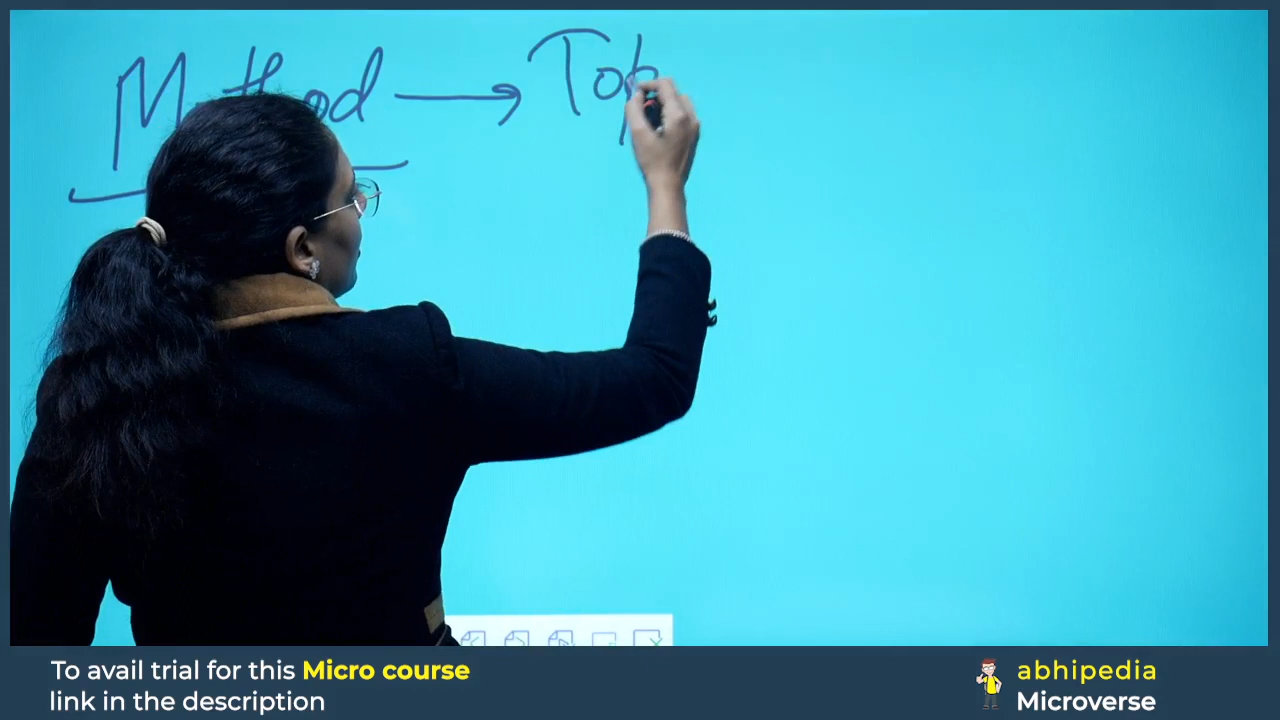 Method → Top
To avail trial for this Micro course
link in the description
abhipedia
Microverse